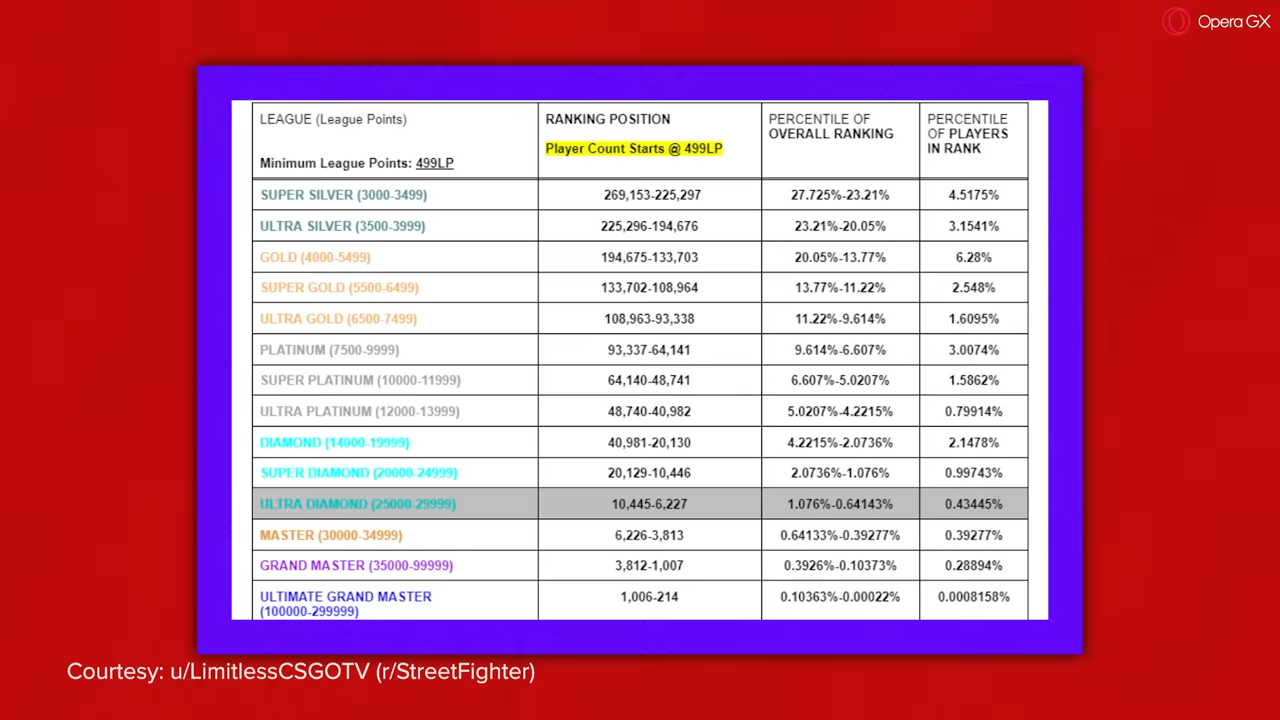 Opera GX
LEAGUE (League Points)
Minimum League Points: 499LP
RANKING POSITION
Player Count Starts @ 499LP
PERCENTILE OF
OVERALL RANKING
PERCENTILE
OF PLAYERS
IN RANK
SUPER SILVER (3000-3499) 269,153-225,297 27.725%-23.21% 4.5175%
ULTRA SILVER (3500-3999) 225,296-194,676 23.21%-20.05% 3.1541%
GOLD (4000-5499) 194,675-133,703 20.05%-13.77% 6.28%
SUPER GOLD (5500-6499) 133,702-108,964 13.77%-11.22% 2.548%
ULTRA GOLD (6500-7499) 108,963-93,338 11.22%-9.614% 1.6095%
PLATINUM (7500-9999) 93,337-64,141 9.614%-6.607% 3.0074%
SUPER PLATINUM (10000-11999) 64,140-48,741 6.607%-5.0207% 1.5862%
ULTRA PLATINUM (12000-13999) 48,740-40,982 5.0207%-4.2215% 0.79914%
DIAMOND (14000-19999) 40,981-20,130 4.2215%-2.0736% 2.1478%
SUPER DIAMOND (20000-24999) 20,129-10,446 2.0736%-1.076% 0.99743%
ULTRA DIAMOND (25000-29999) 10,445-6,227 1.076%-0.64143% 0.43445%
MASTER (30000-34999) 6,226-3,813 0.64133%-0.39277% 0.39277%
GRAND MASTER (35000-99999) 3,812-1,007 0.3926%-0.10373% 0.28894%
ULTIMATE GRAND MASTER 1,006-214 0.10363%-0.00022% 0.0008158%
(100000-299999)
Courtesy: u/LimitlessCSGOTV (r/StreetFighter)